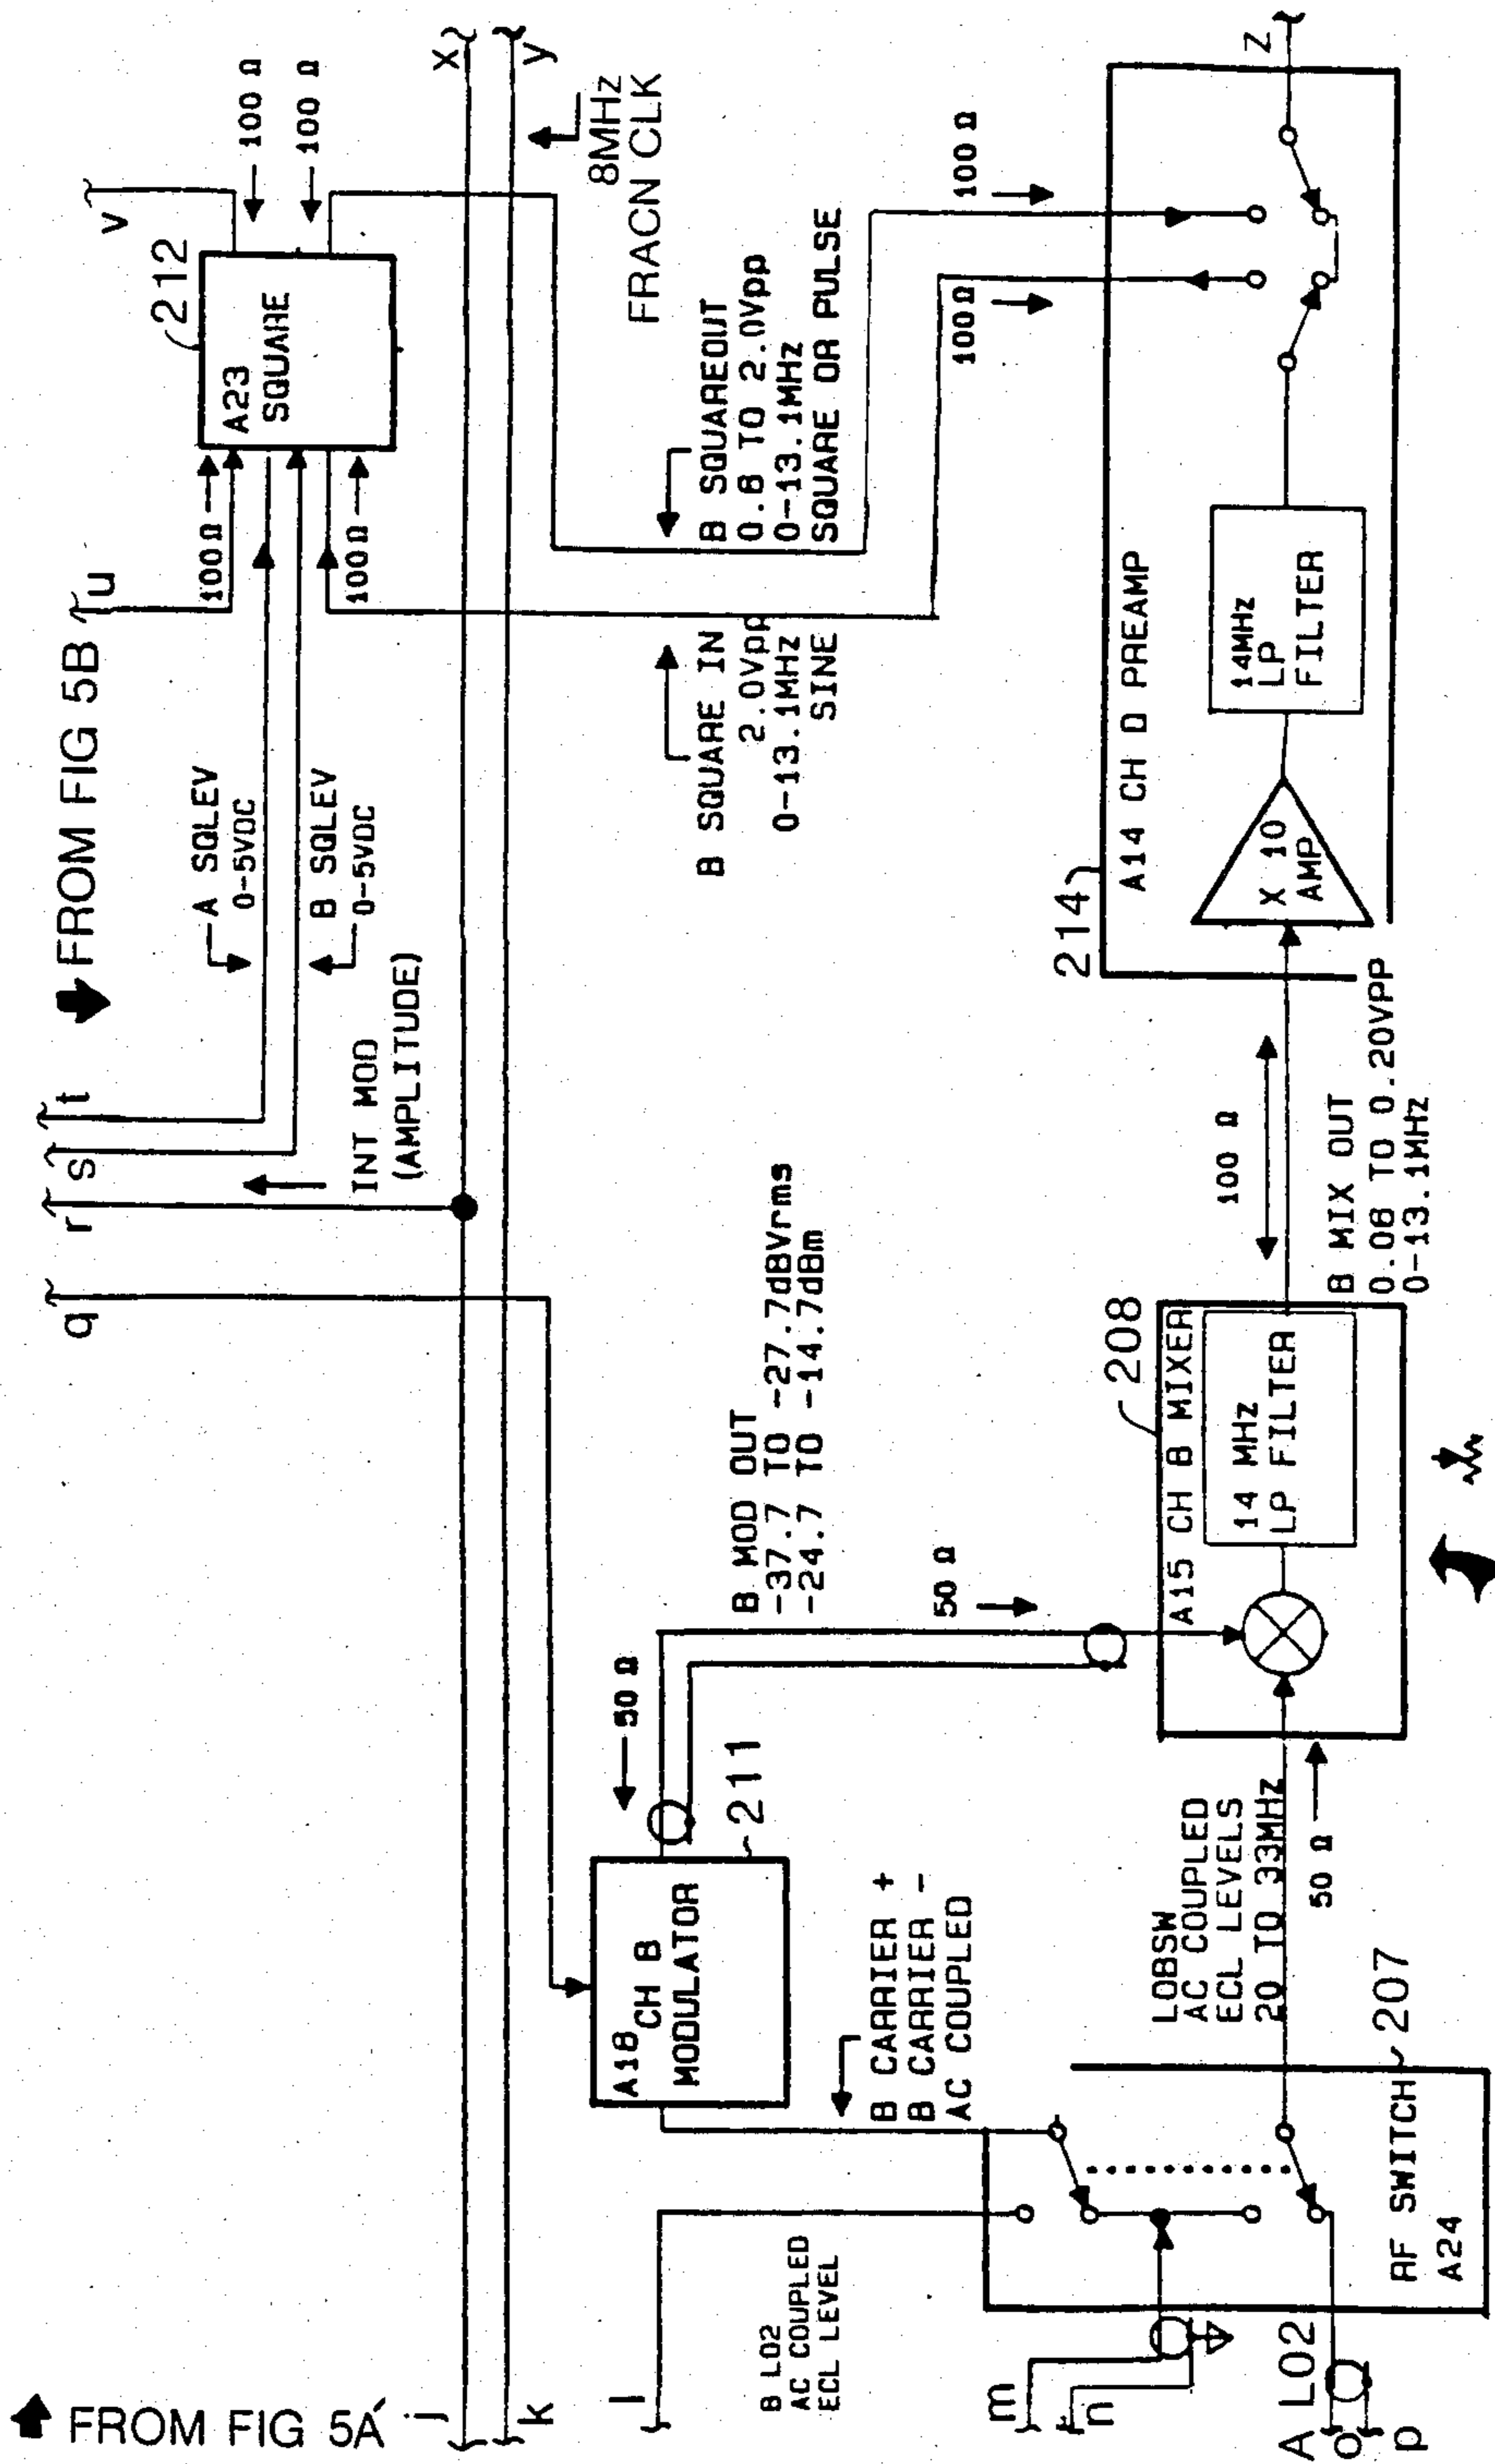 FROM FIG 5A
FROM FIG 5B
j
k
l
m
n
A LO2
o
p
q
r
s
t
u
v
x
y
z
INT MOD
(AMPLITUDE)
A SQLEV
0-5VDC
B SQLEV
0-5VDC
100Ω
100Ω
212
A23
SQUARE
100 Ω
100 Ω
8MHz
FRACN CLK
B LO2
AC COUPLED
ECL LEVEL
A18
CH B
MODULATOR
211
50 Ω
B MOD OUT
-37.7 TO -27.7dBVrms
-24.7 TO -14.7dBm
50 Ω
B CARRIER +
B CARRIER -
AC COUPLED
B SQUARE IN
2.0Vpp
0-13.1MHz
SINE
B SQUAREOUT
0.8 TO 2.0Vpp
0-13.1MHz
SQUARE OR PULSE
100Ω
100 Ω
RF SWITCH
A24
207
LOBSW
AC COUPLED
ECL LEVELS
20 TO 33MHz
50 Ω
208
A15 CH B MIXER
14 MHz
LP FILTER
100 Ω
B MIX OUT
0.08 TO 0.20VPP
0-13.1MHz
214
A14 CH D PREAMP
X 10
AMP
14MHz
LP
FILTER